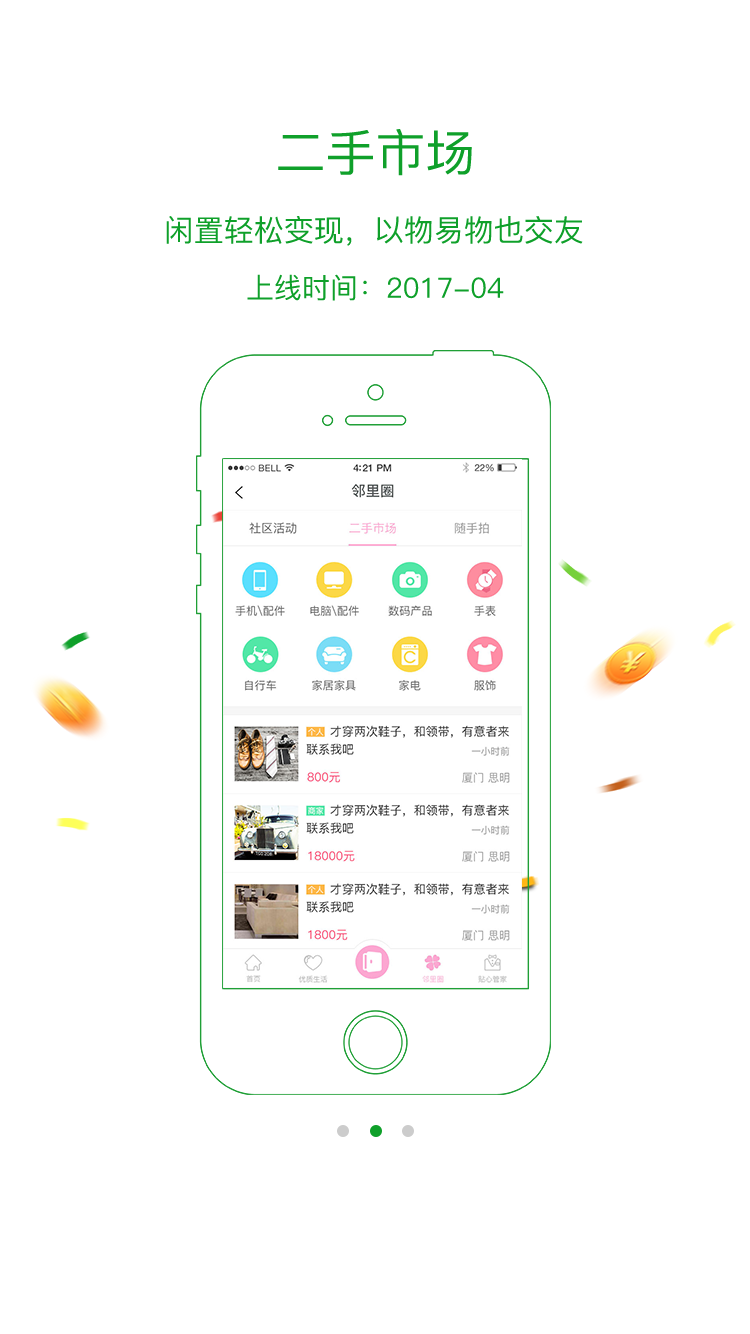 二手市场
闲置轻松变现，以物易物也交友
上线时间：2017-04
BELL 4:21 PM 22%
邻里圈
社区活动 二手市场 随手拍
手机\配件 电脑\配件 数码产品 手表
自行车 家居家具 家电 服饰
个人 才穿两次鞋子，和领带，有意者来
联系我吧 一小时前
800元 厦门 思明
商家 才穿两次鞋子，和领带，有意者来
联系我吧 一小时前
18000元 厦门 思明
个人 才穿两次鞋子，和领带，有意者来
联系我吧 一小时前
1800元 厦门 思明
首页 优质生活 邻里圈 贴心管家